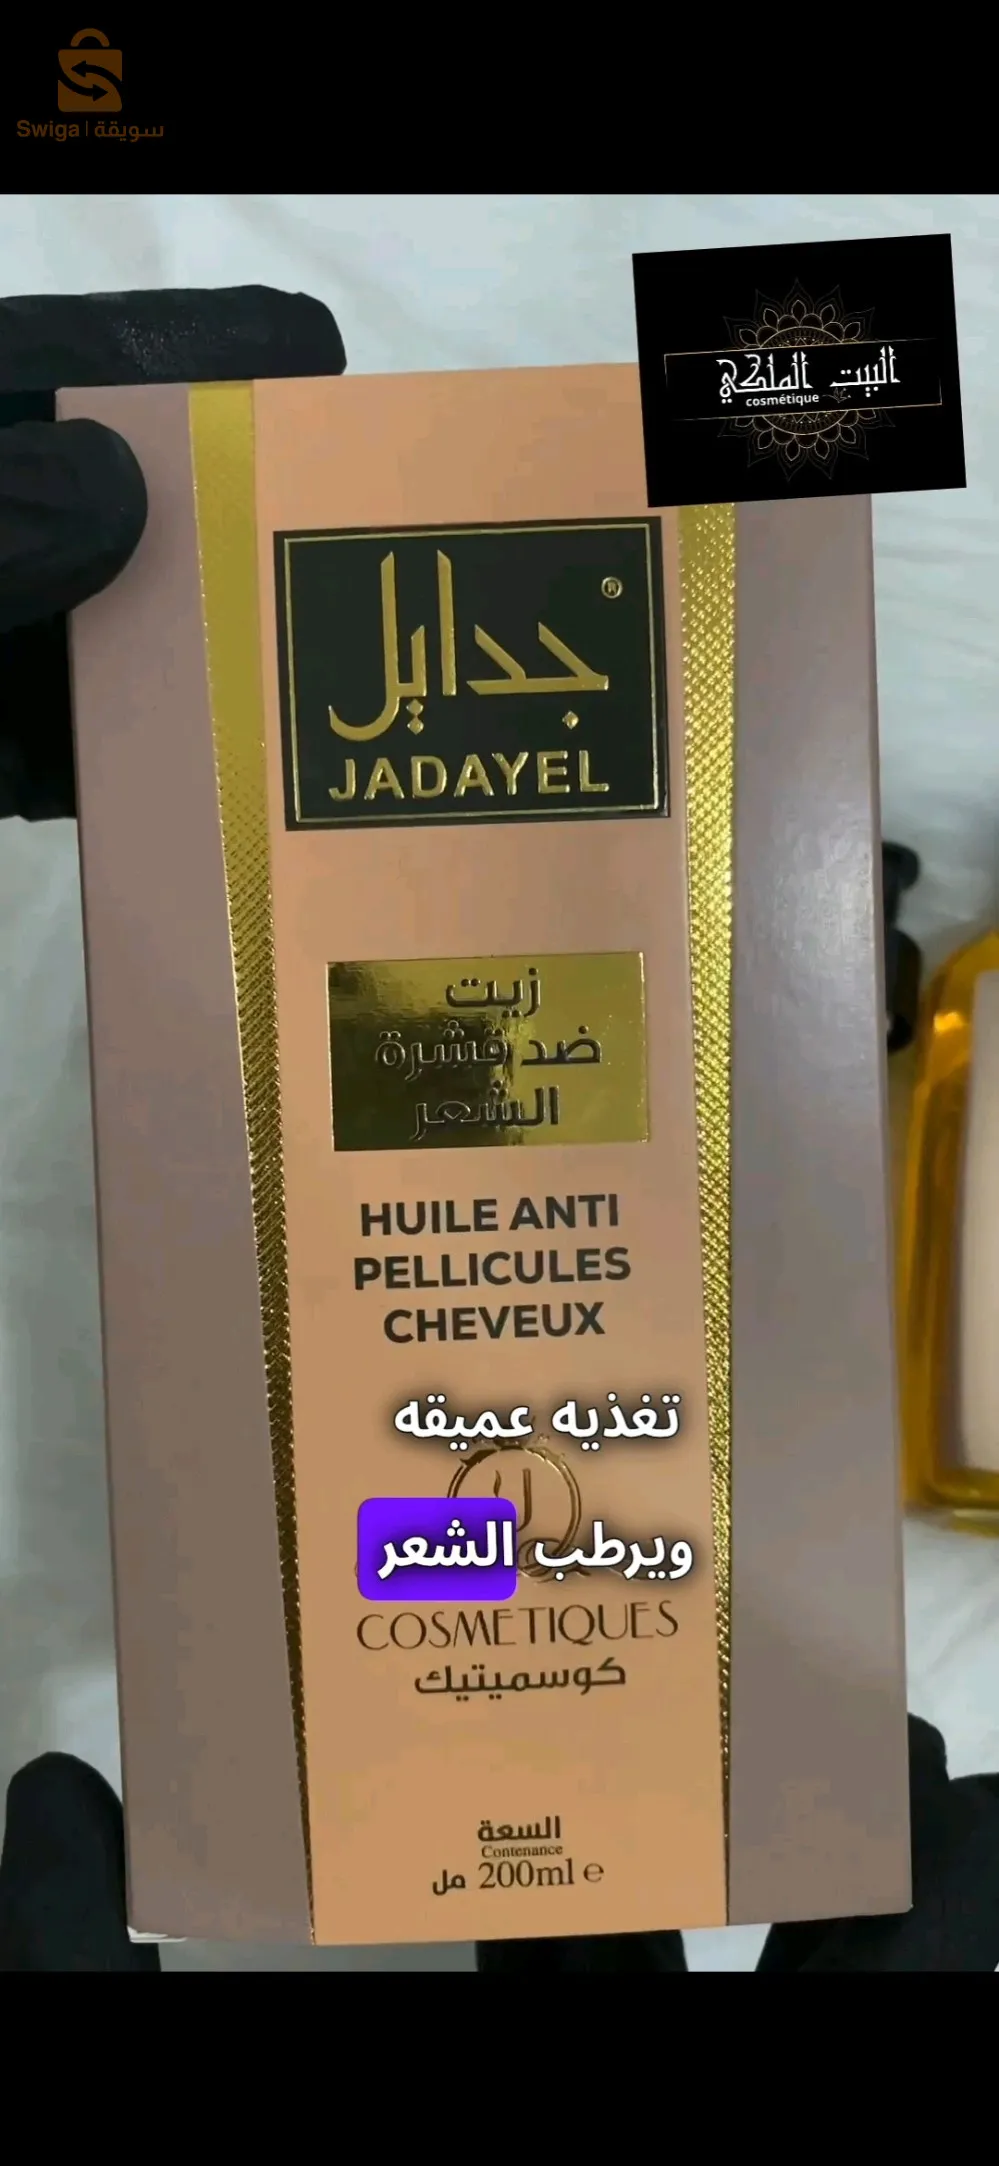 Swiga | سويقة
البيت الملكي
cosmétique
جدايل
®
JADAYEL
زيت
ضد قشرة
الشعر
HUILE ANTI
PELLICULES
CHEVEUX
تغذيه عميقه
ويرطب الشعر
COSMETIQUES
كوسميتيك
السعة
Contenance
200ml e مل